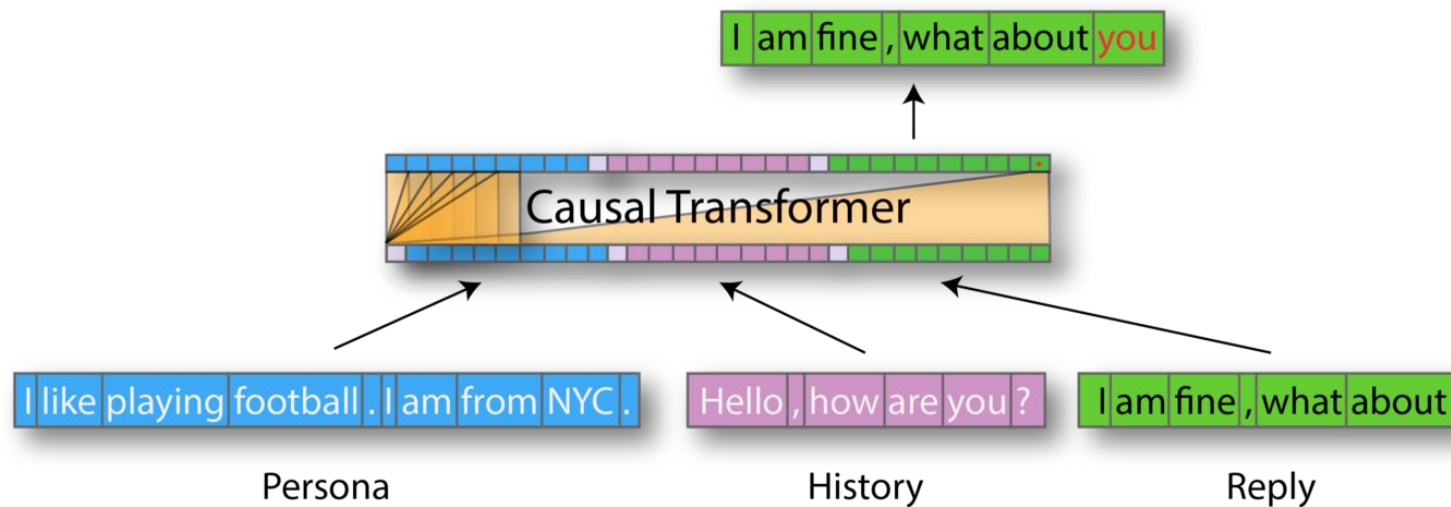 I am fine , what about you
Causal Transformer
I like playing football . I am from NYC .
Hello , how are you ?
I am fine , what about
Persona
History
Reply